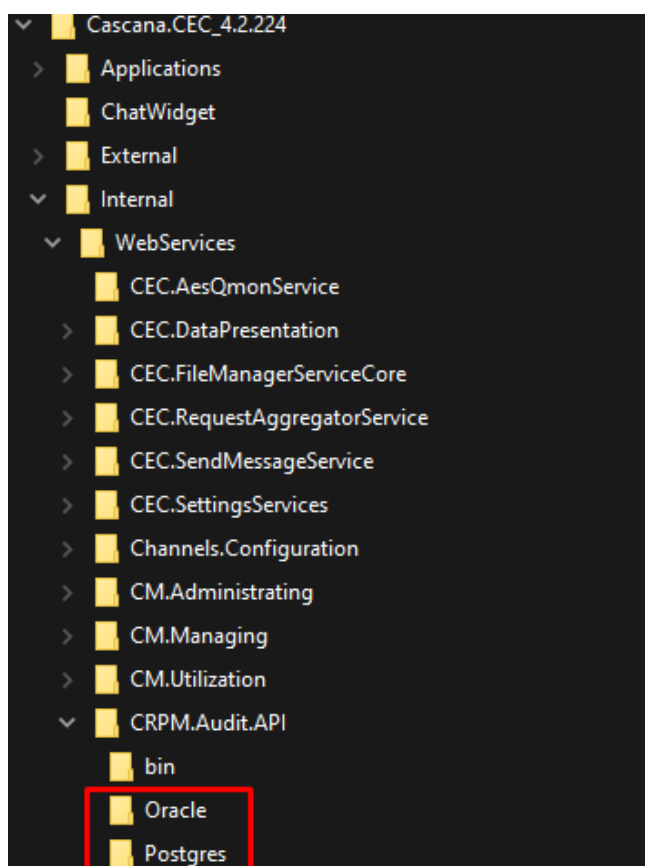 Cascana.CEC_4.2.224
Applications
ChatWidget
External
Internal
WebServices
CEC.AesQmonService
CEC.DataPresentation
CEC.FileManagerServiceCore
CEC.RequestAggregatorService
CEC.SendMessageService
CEC.SettingsServices
Channels.Configuration
CM.Administrating
CM.Managing
CM.Utilization
CRPM.Audit.API
bin
Oracle
Postgres